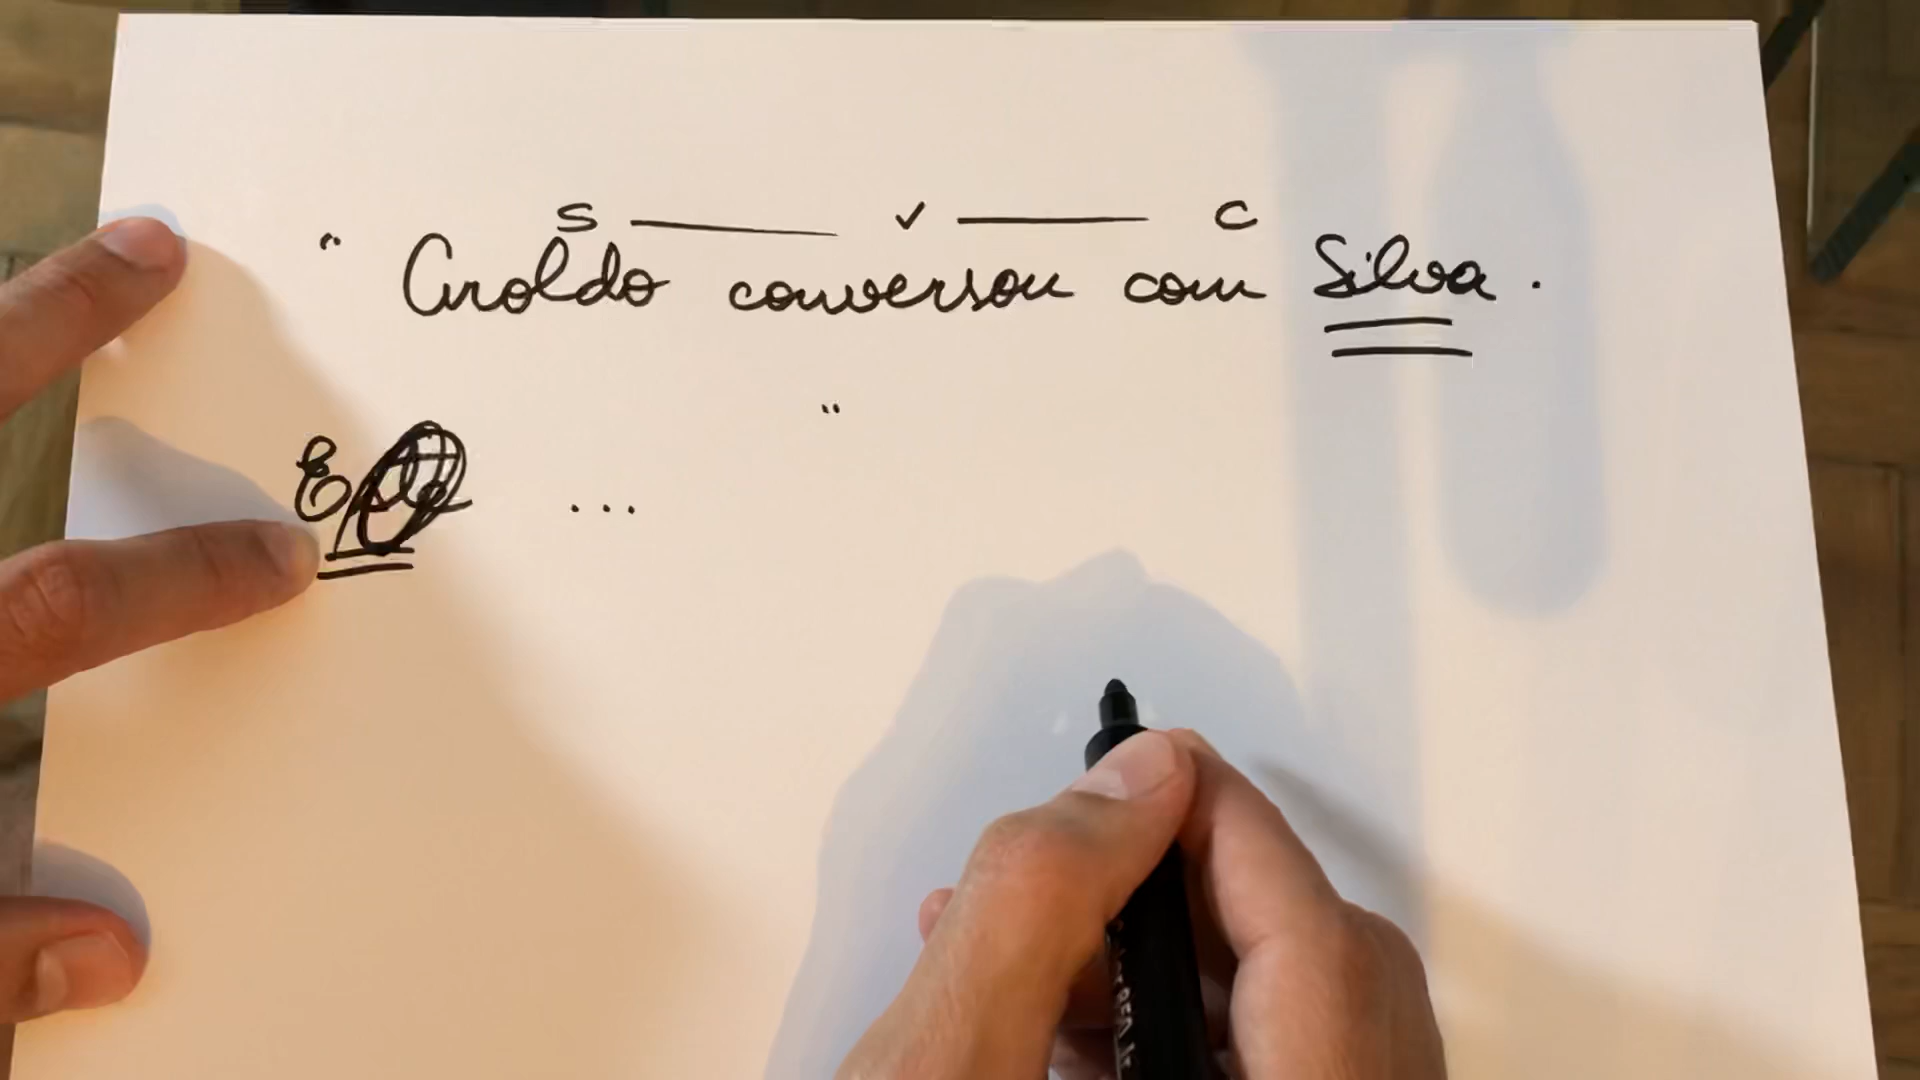 S ——— V ——— C
" Aroldo conversou com Silva .
"
E ...